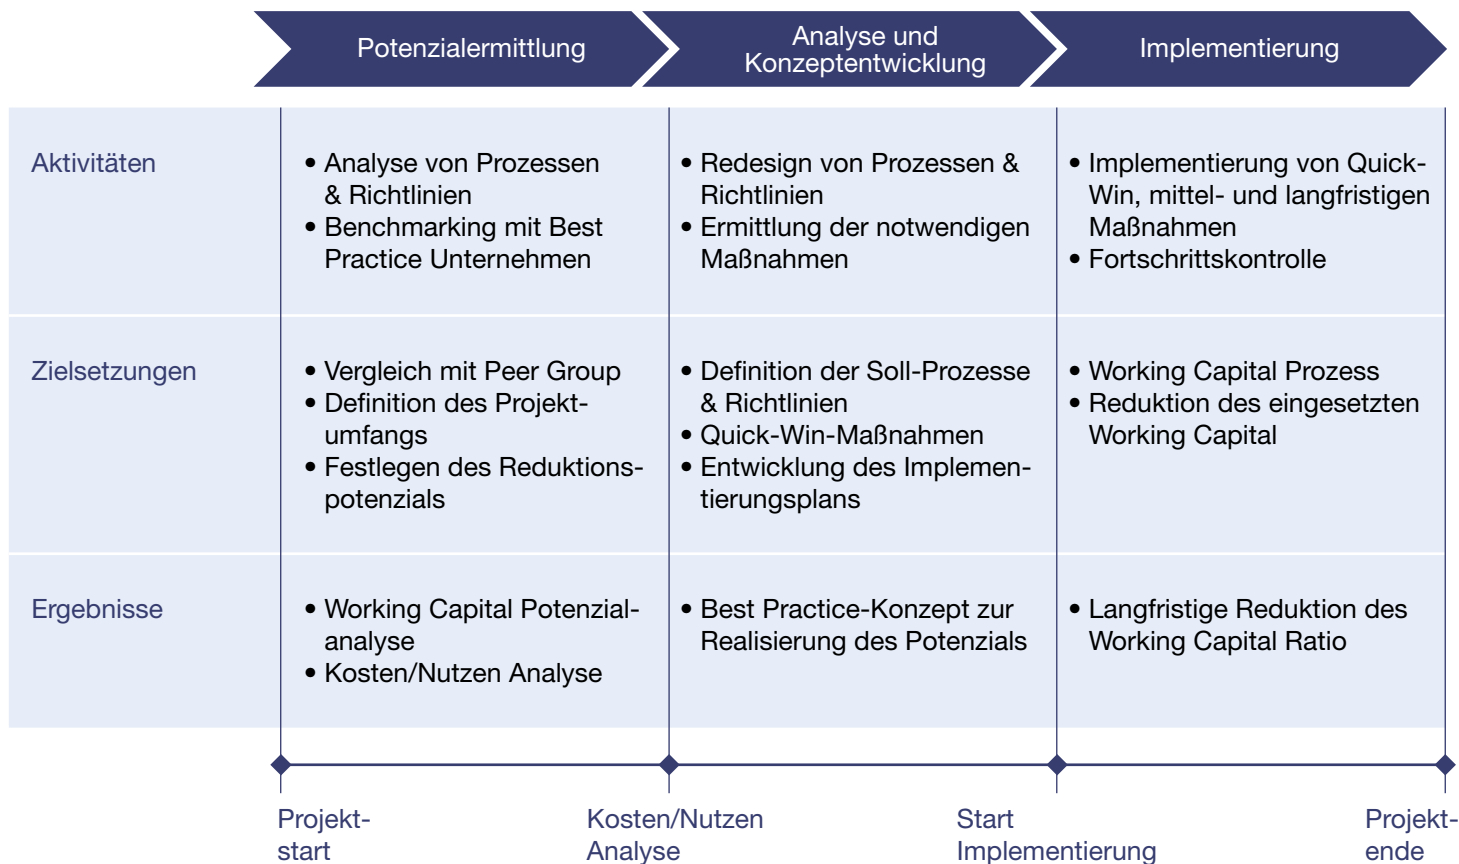 Potenzialermittlung
Analyse und
Konzeptentwicklung
Implementierung
Aktivitäten
• Analyse von Prozessen
& Richtlinien
• Benchmarking mit Best
Practice Unternehmen
• Redesign von Prozessen &
Richtlinien
• Ermittlung der notwendigen
Maßnahmen
• Implementierung von Quick-
Win, mittel- und langfristigen
Maßnahmen
• Fortschrittskontrolle
Zielsetzungen
• Vergleich mit Peer Group
• Definition des Projekt-
umfangs
• Festlegen des Reduktions-
potenzials
• Definition der Soll-Prozesse
& Richtlinien
• Quick-Win-Maßnahmen
• Entwicklung des Implemen-
tierungsplans
• Working Capital Prozess
• Reduktion des eingesetzten
Working Capital
Ergebnisse
• Working Capital Potenzial-
analyse
• Kosten/Nutzen Analyse
• Best Practice-Konzept zur
Realisierung des Potenzials
• Langfristige Reduktion des
Working Capital Ratio
Projekt-
start
Kosten/Nutzen
Analyse
Start
Implementierung
Projekt-
ende